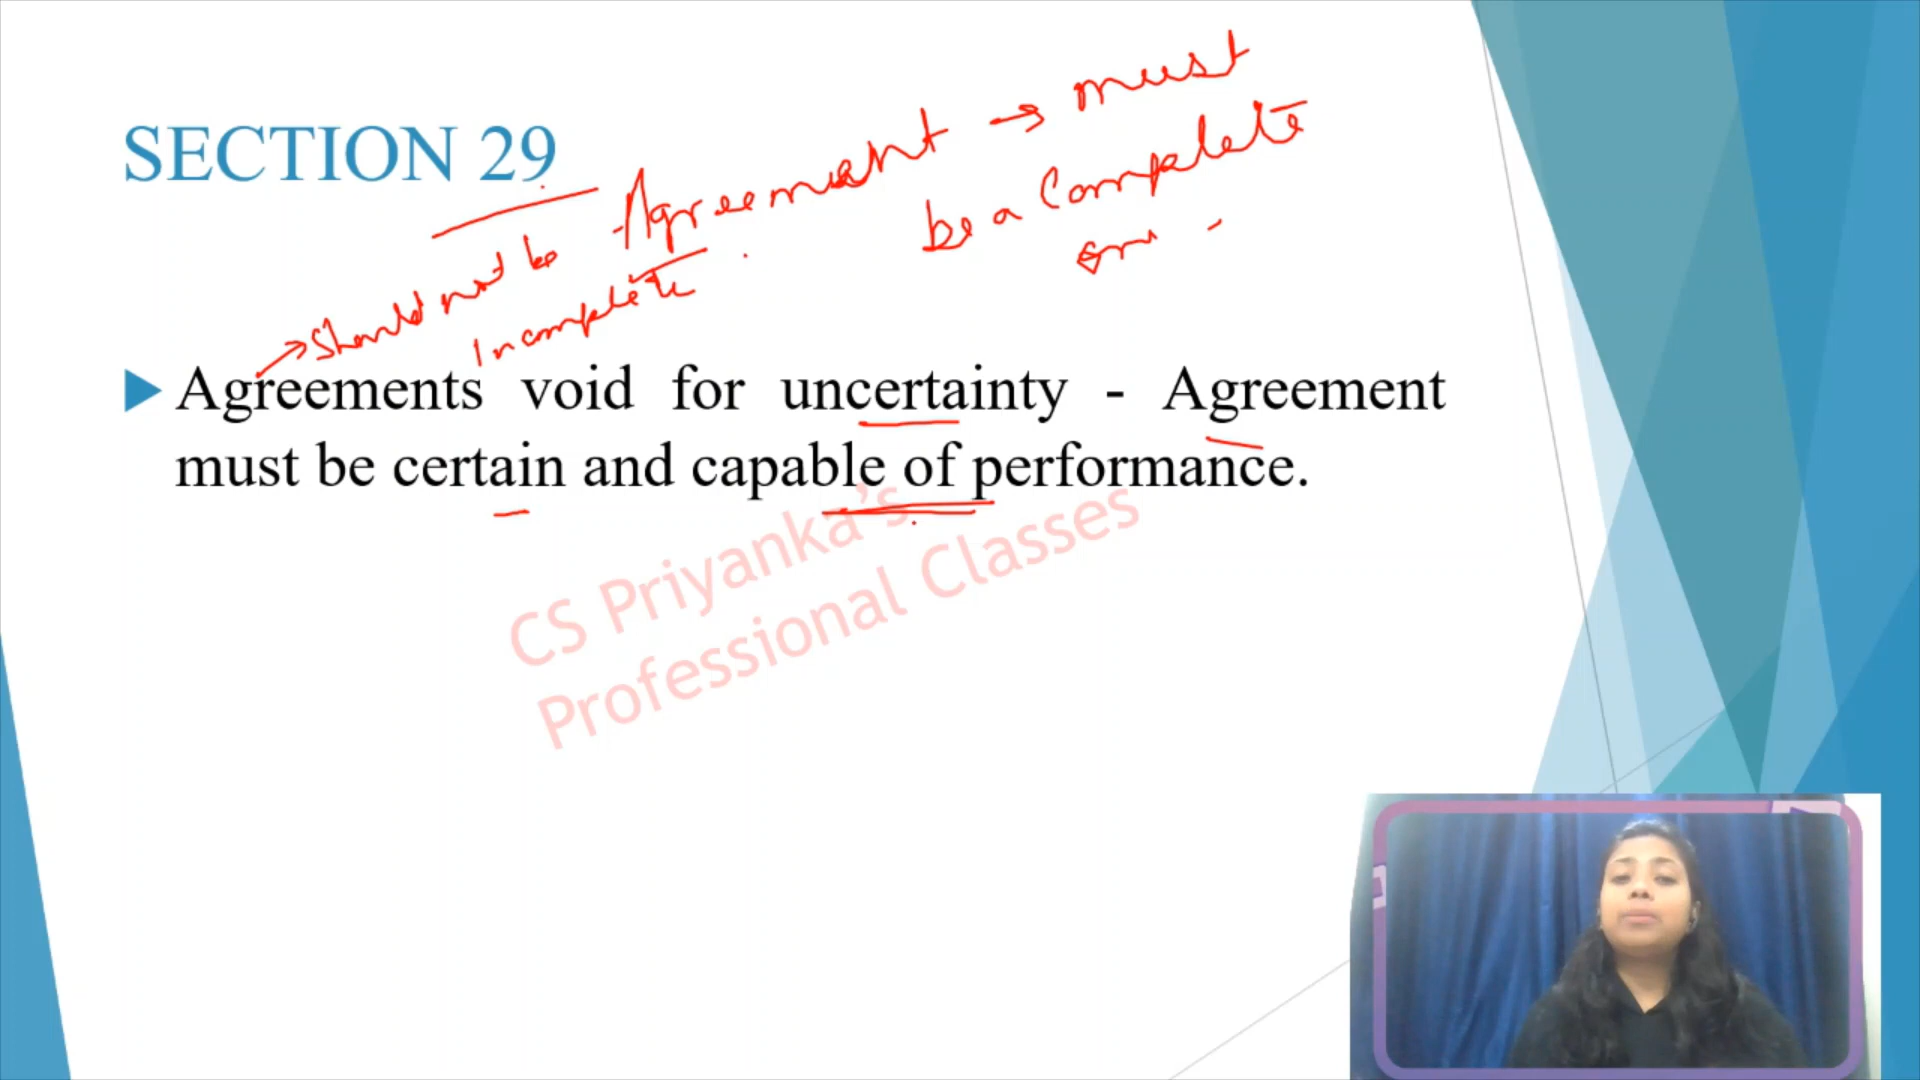 SECTION 29
Agreement → must
be a Complete
→ Should not be
Incomplete
Agreements void for uncertainty - Agreement
must be certain and capable of performance.
CS Priyanka's
Professional Classes